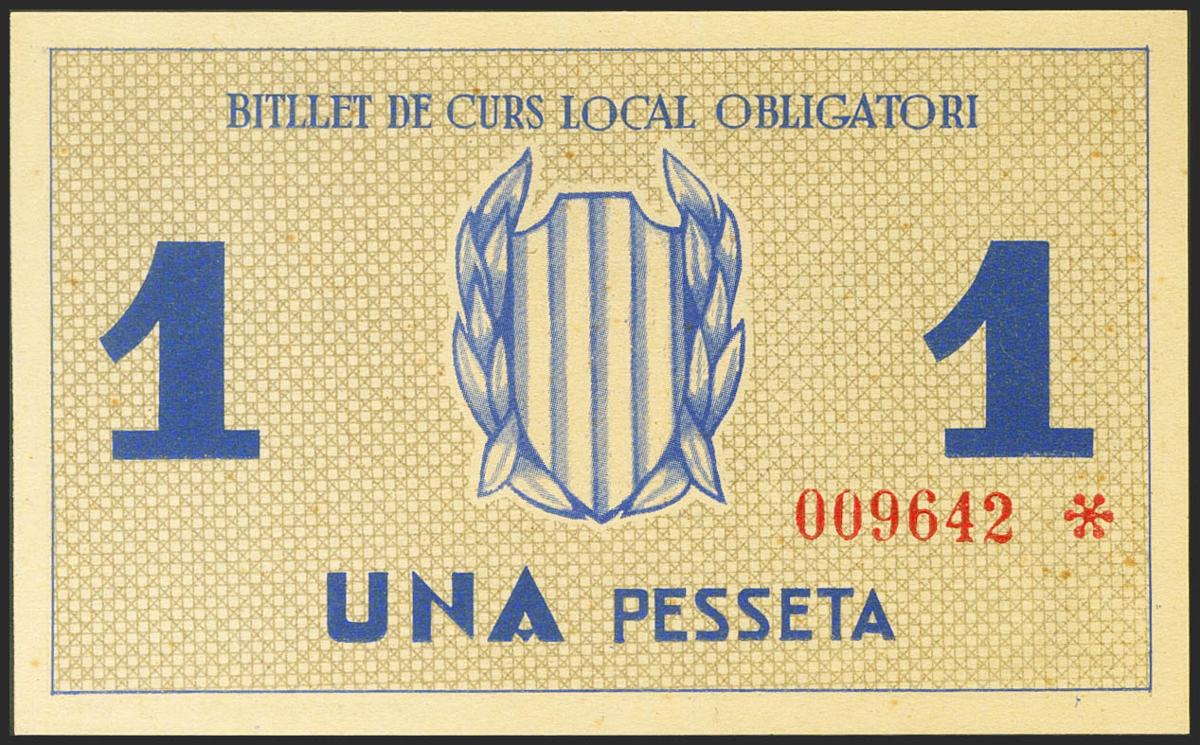 BITLLET DE CURS LOCAL OBLIGATORI
1 1
009642 *
UNA PESSETA